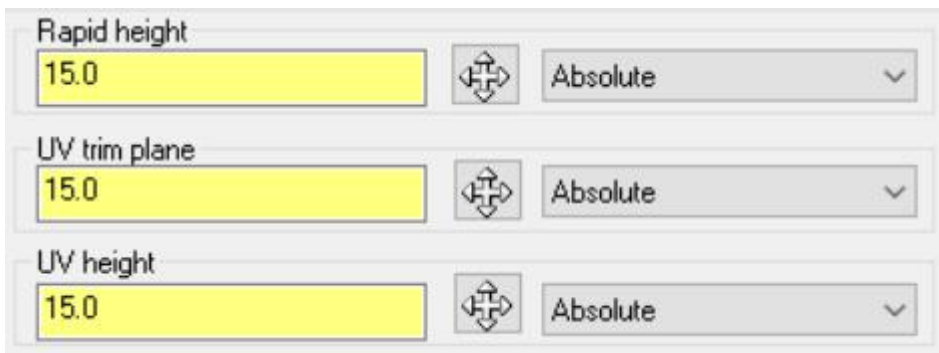 Rapid height
15.0 Absolute
UV trim plane
15.0 Absolute
UV height
15.0 Absolute